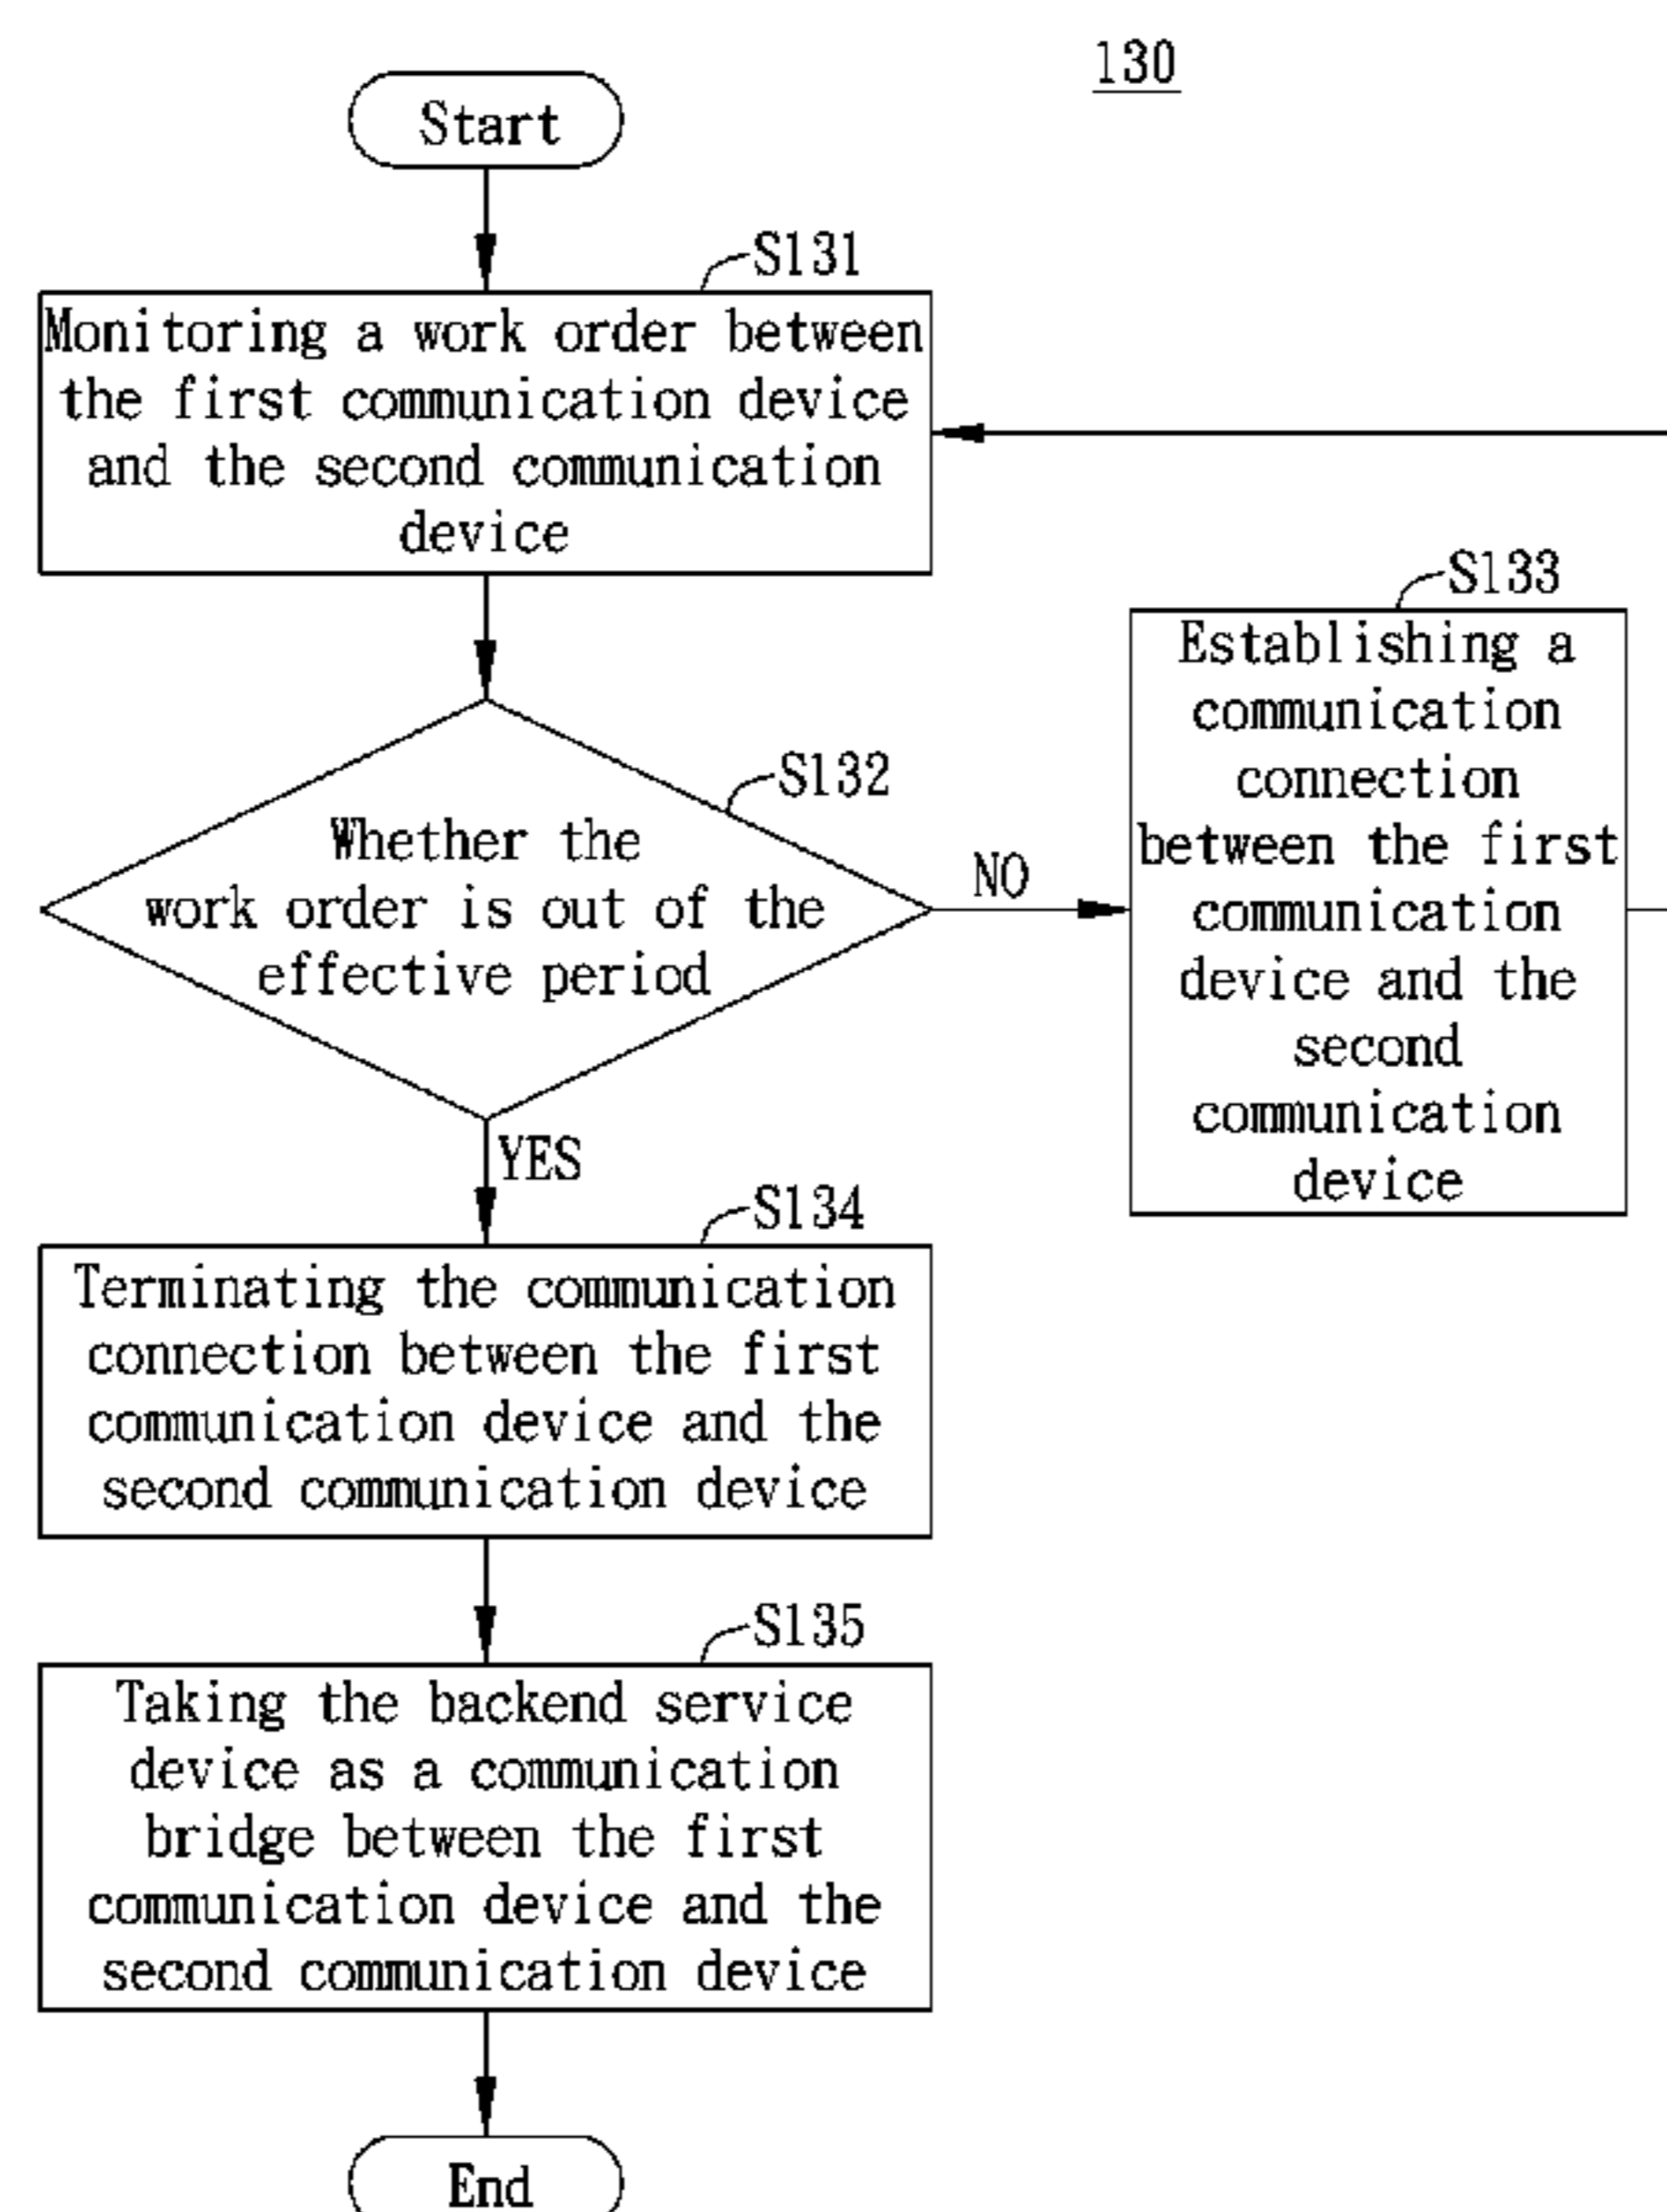 130
Start
S131
Monitoring a work order between
the first communication device
and the second communication
device
S132
Whether the
work order is out of the
effective period
NO
S133
Establishing a
communication
connection
between the first
communication
device and the
second
communication
device
YES
S134
Terminating the communication
connection between the first
communication device and the
second communication device
S135
Taking the backend service
device as a communication
bridge between the first
communication device and the
second communication device
End